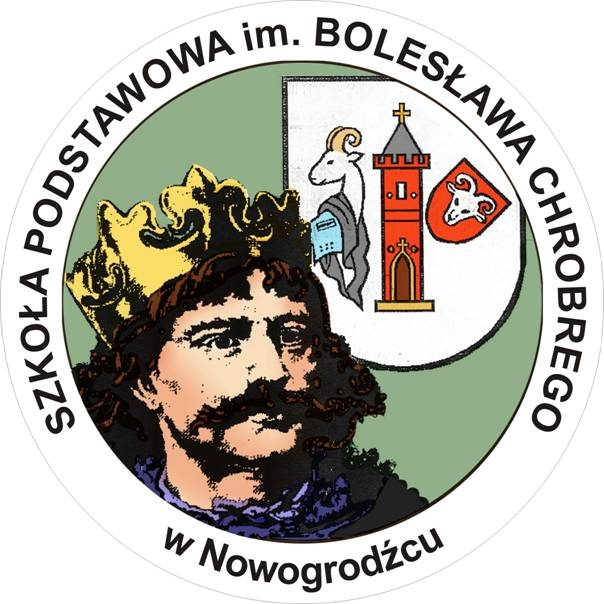 SZKOŁA PODSTAWOWA im. BOLESŁAWA CHROBREGO
w Nowogrodźcu